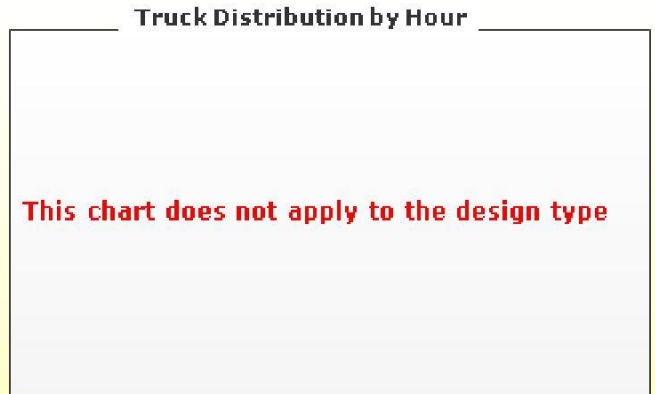 Truck Distribution by Hour
This chart does not apply to the design type